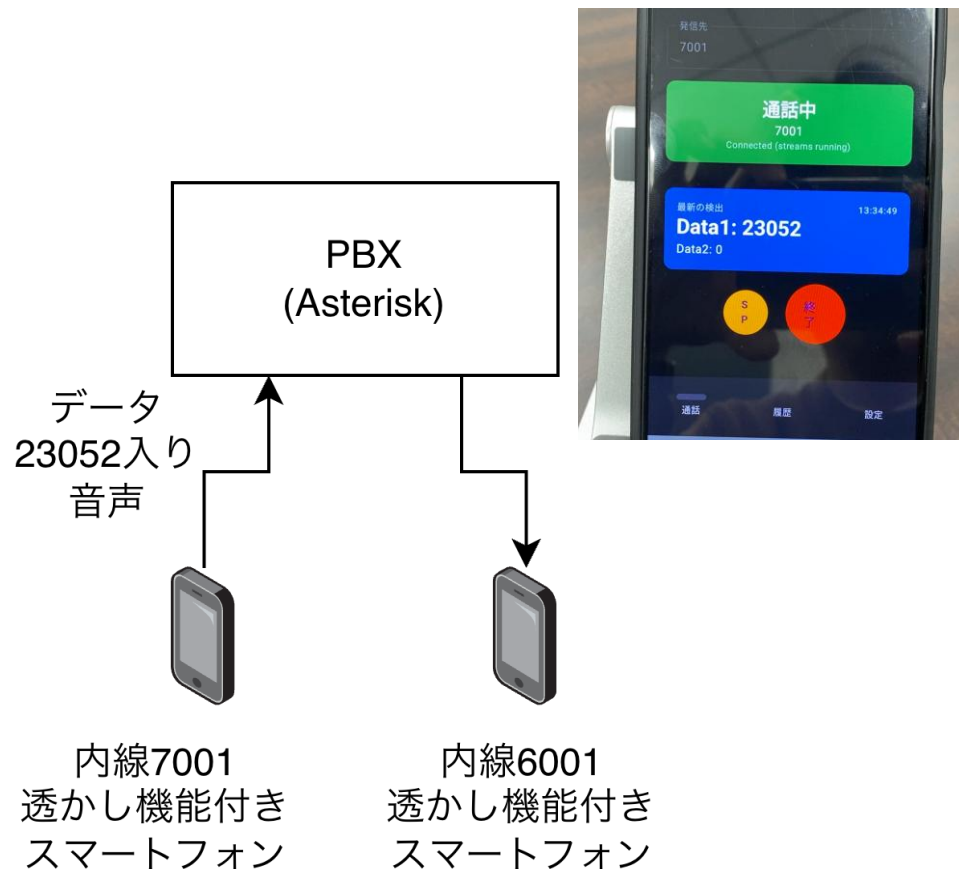 発信先
7001
通話中
7001
Connected (streams running)
最新の検出
13:34:49
Data1: 23052
Data2: 0
S
P
終
了
通話
履歴
設定
PBX
(Asterisk)
データ
23052入り
音声
内線7001
透かし機能付き
スマートフォン
内線6001
透かし機能付き
スマートフォン